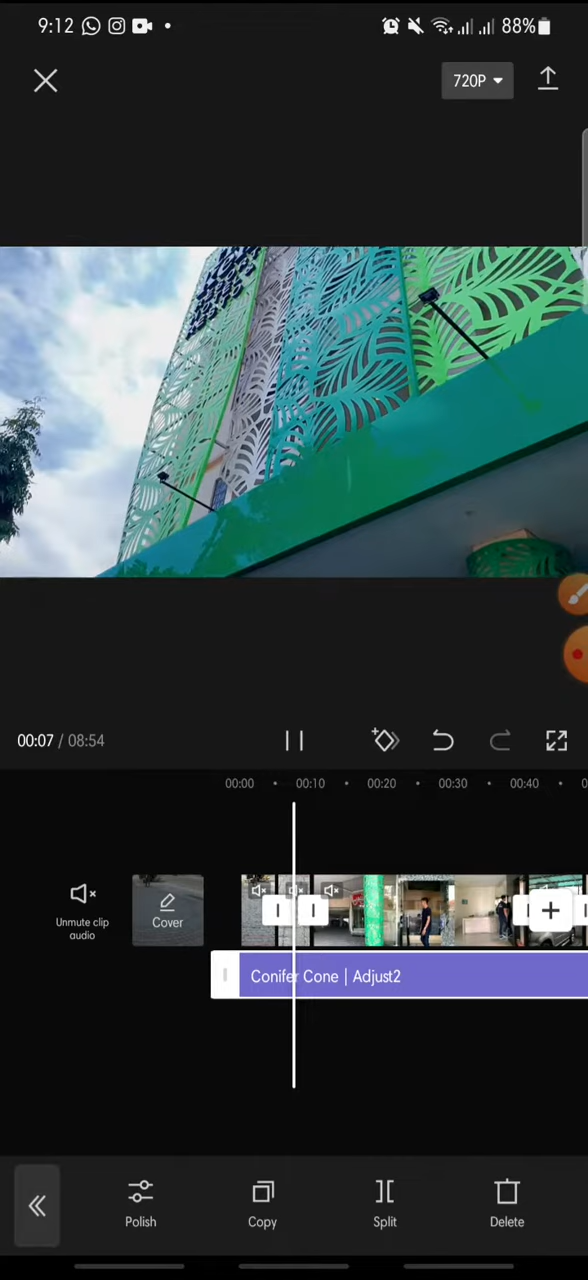 9:12
88%
720P
00:07 / 08:54
00:00
00:10
00:20
00:30
00:40
Unmute clip
audio
Cover
Conifer Cone | Adjust2
Polish
Copy
Split
Delete